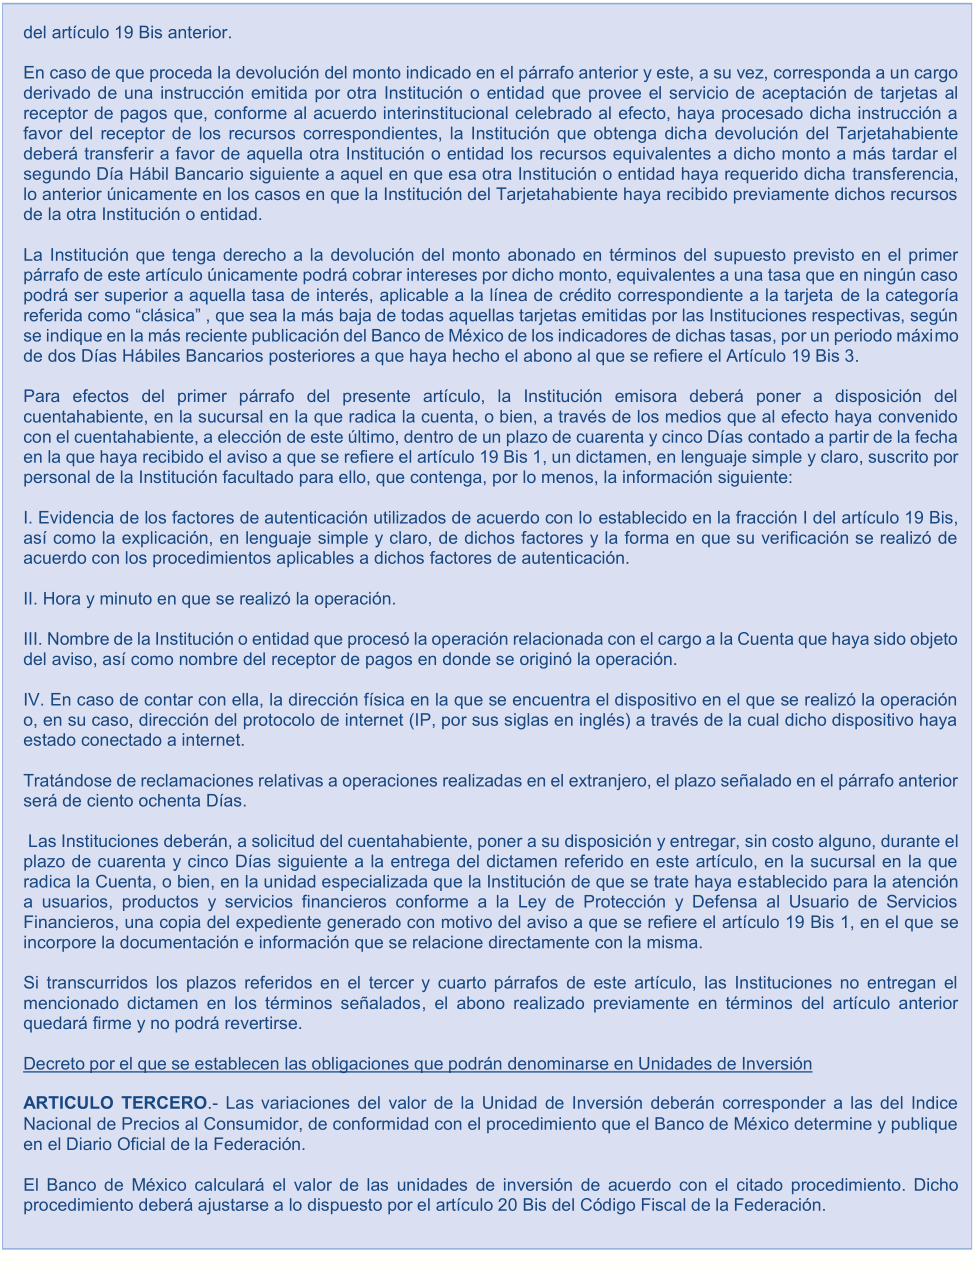 del artículo 19 Bis anterior.
En caso de que proceda la devolución del monto indicado en el párrafo anterior y este, a su vez, corresponda a un cargo
derivado de una instrucción emitida por otra Institución o entidad que provee el servicio de aceptación de tarjetas al
receptor de pagos que, conforme al acuerdo interinstitucional celebrado al efecto, haya procesado dicha instrucción a
favor del receptor de los recursos correspondientes, la Institución que obtenga dicha devolución del Tarjetahabiente
deberá transferir a favor de aquella otra Institución o entidad los recursos equivalentes a dicho monto a más tardar el
segundo Día Hábil Bancario siguiente a aquel en que esa otra Institución o entidad haya requerido dicha transferencia,
lo anterior únicamente en los casos en que la Institución del Tarjetahabiente haya recibido previamente dichos recursos
de la otra Institución o entidad.
La Institución que tenga derecho a la devolución del monto abonado en términos del supuesto previsto en el primer
párrafo de este artículo únicamente podrá cobrar intereses por dicho monto, equivalentes a una tasa que en ningún caso
podrá ser superior a aquella tasa de interés, aplicable a la línea de crédito correspondiente a la tarjeta de la categoría
referida como “clásica” , que sea la más baja de todas aquellas tarjetas emitidas por las Instituciones respectivas, según
se indique en la más reciente publicación del Banco de México de los indicadores de dichas tasas, por un periodo máximo
de dos Días Hábiles Bancarios posteriores a que haya hecho el abono al que se refiere el Artículo 19 Bis 3.
Para efectos del primer párrafo del presente artículo, la Institución emisora deberá poner a disposición del
cuentahabiente, en la sucursal en la que radica la cuenta, o bien, a través de los medios que al efecto haya convenido
con el cuentahabiente, a elección de este último, dentro de un plazo de cuarenta y cinco Días contado a partir de la fecha
en la que haya recibido el aviso a que se refiere el artículo 19 Bis 1, un dictamen, en lenguaje simple y claro, suscrito por
personal de la Institución facultado para ello, que contenga, por lo menos, la información siguiente:
I. Evidencia de los factores de autenticación utilizados de acuerdo con lo establecido en la fracción I del artículo 19 Bis,
así como la explicación, en lenguaje simple y claro, de dichos factores y la forma en que su verificación se realizó de
acuerdo con los procedimientos aplicables a dichos factores de autenticación.
II. Hora y minuto en que se realizó la operación.
III. Nombre de la Institución o entidad que procesó la operación relacionada con el cargo a la Cuenta que haya sido objeto
del aviso, así como nombre del receptor de pagos en donde se originó la operación.
IV. En caso de contar con ella, la dirección física en la que se encuentra el dispositivo en el que se realizó la operación
o, en su caso, dirección del protocolo de internet (IP, por sus siglas en inglés) a través de la cual dicho dispositivo haya
estado conectado a internet.
Tratándose de reclamaciones relativas a operaciones realizadas en el extranjero, el plazo señalado en el párrafo anterior
será de ciento ochenta Días.
Las Instituciones deberán, a solicitud del cuentahabiente, poner a su disposición y entregar, sin costo alguno, durante el
plazo de cuarenta y cinco Días siguiente a la entrega del dictamen referido en este artículo, en la sucursal en la que
radica la Cuenta, o bien, en la unidad especializada que la Institución de que se trate haya establecido para la atención
a usuarios, productos y servicios financieros conforme a la Ley de Protección y Defensa al Usuario de Servicios
Financieros, una copia del expediente generado con motivo del aviso a que se refiere el artículo 19 Bis 1, en el que se
incorpore la documentación e información que se relacione directamente con la misma.
Si transcurridos los plazos referidos en el tercer y cuarto párrafos de este artículo, las Instituciones no entregan el
mencionado dictamen en los términos señalados, el abono realizado previamente en términos del artículo anterior
quedará firme y no podrá revertirse.
Decreto por el que se establecen las obligaciones que podrán denominarse en Unidades de Inversión
ARTICULO TERCERO.- Las variaciones del valor de la Unidad de Inversión deberán corresponder a las del Indice
Nacional de Precios al Consumidor, de conformidad con el procedimiento que el Banco de México determine y publique
en el Diario Oficial de la Federación.
El Banco de México calculará el valor de las unidades de inversión de acuerdo con el citado procedimiento. Dicho
procedimiento deberá ajustarse a lo dispuesto por el artículo 20 Bis del Código Fiscal de la Federación.